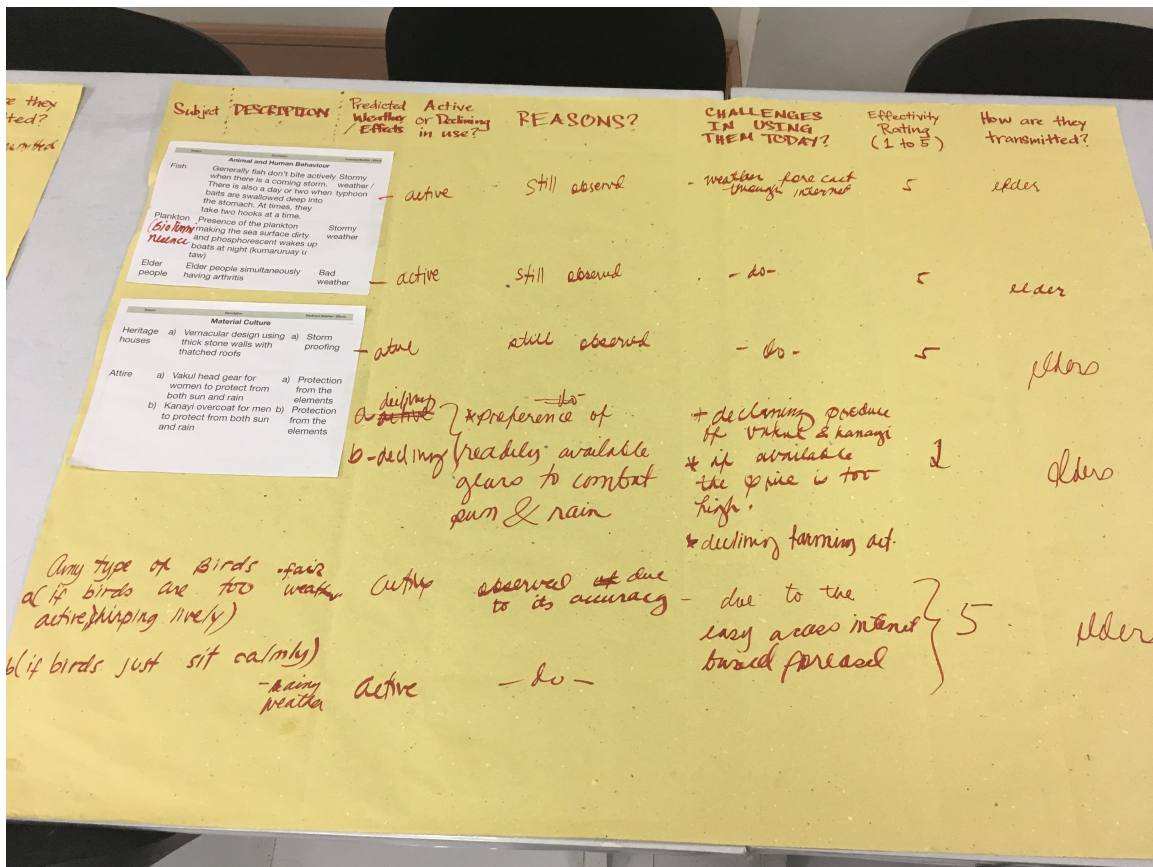 e they
ted?
Subject
DESCRIPTION
Predicted
Weather
/ Effects
Active
or Declining
in use?
REASONS?
CHALLENGES
IN USING
THEM TODAY?
Effectivity
Rating
(1 to 5)
How are they
transmitted?
Animal and Human Behaviour
Fish
Generally fish don't bite actively
when there is a coming storm.
There is also a day or two when
baits are swallowed deep into
the stomach. At times, they
take two hooks at a time.
Stormy
weather /
typhoon
- active
Still observed
- weather forecast
through internet
5
elder
Plankton
Presence of the plankton
making the sea surface dirty
and phosphorescent wakes up
boats at night (kumaruruay u
taw)
Stormy
weather
Elder
people
Elder people simultaneously
having arthritis
Bad
weather
- active
Still observed
- do -
5
elder
Material Culture
Heritage
houses
a) Vernacular design using
thick stone walls with
thatched roofs
a) Storm
proofing
still observed
- do -
5
elders
Attire
a) Vakul head gear for
women to protect from
both sun and rain
b) Kanayi overcoat for men
to protect from both sun
and rain
a) Protection
from the
elements
b) Protection
from the
elements
a- declining
b- declining
- do -
* preference of
readily available
gears to combat
sun & rain
+ declining produce
of vakul & kanayi
* if available
the price is too
high.
* declining farming act.
elders
Any type of Birds
a( if birds are too
active, chirping lively)
- fair
weather
active
observed due
to its accuracy
- due to the
easy access internet
based
5
elder
b( if birds just sit calmly)
- rainy
weather
active
- do -